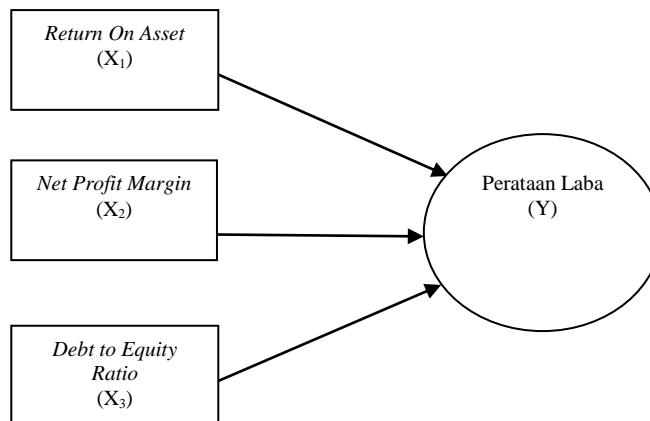 Return On Asset
(X₁)
Net Profit Margin
(X₂)
Perataan Laba
(Y)
Debt to Equity
Ratio
(X₃)